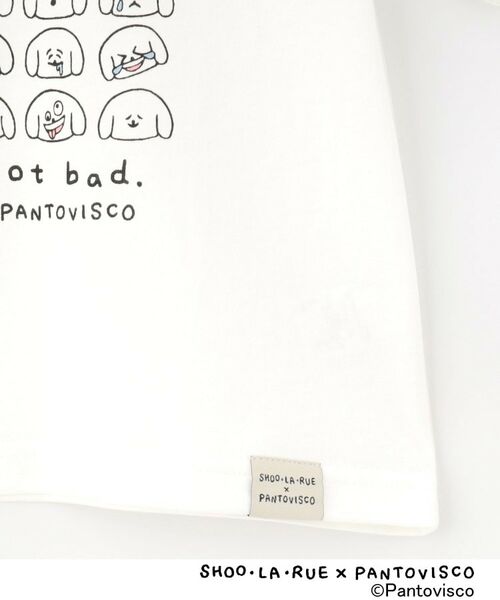 ot bad.
PANTOVISCO
SHOO・LA・RUE
×
PANTOVISCO
SHOO・LA・RUE × PANTOVISCO
©Pantovisco